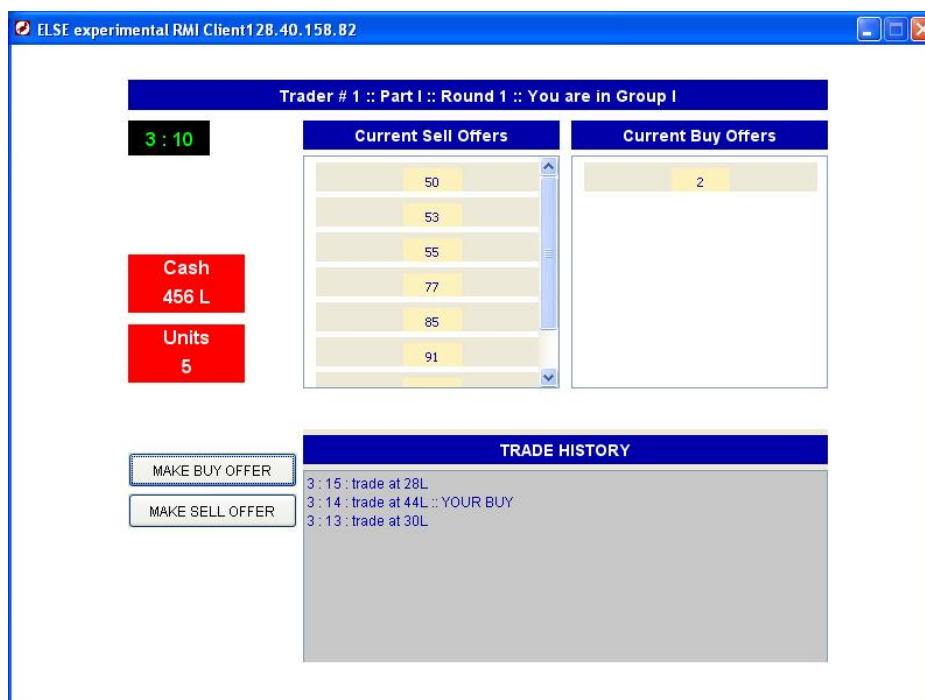 ELSE experimental RMI Client128.40.158.82
Trader # 1 :: Part I :: Round 1 :: You are in Group I
3 : 10
Current Sell Offers
Current Buy Offers
50
2
53
55
77
85
91
Cash
456 L
Units
5
MAKE BUY OFFER
MAKE SELL OFFER
TRADE HISTORY
3 : 15 : trade at 28L
3 : 14 : trade at 44L :: YOUR BUY
3 : 13 : trade at 30L